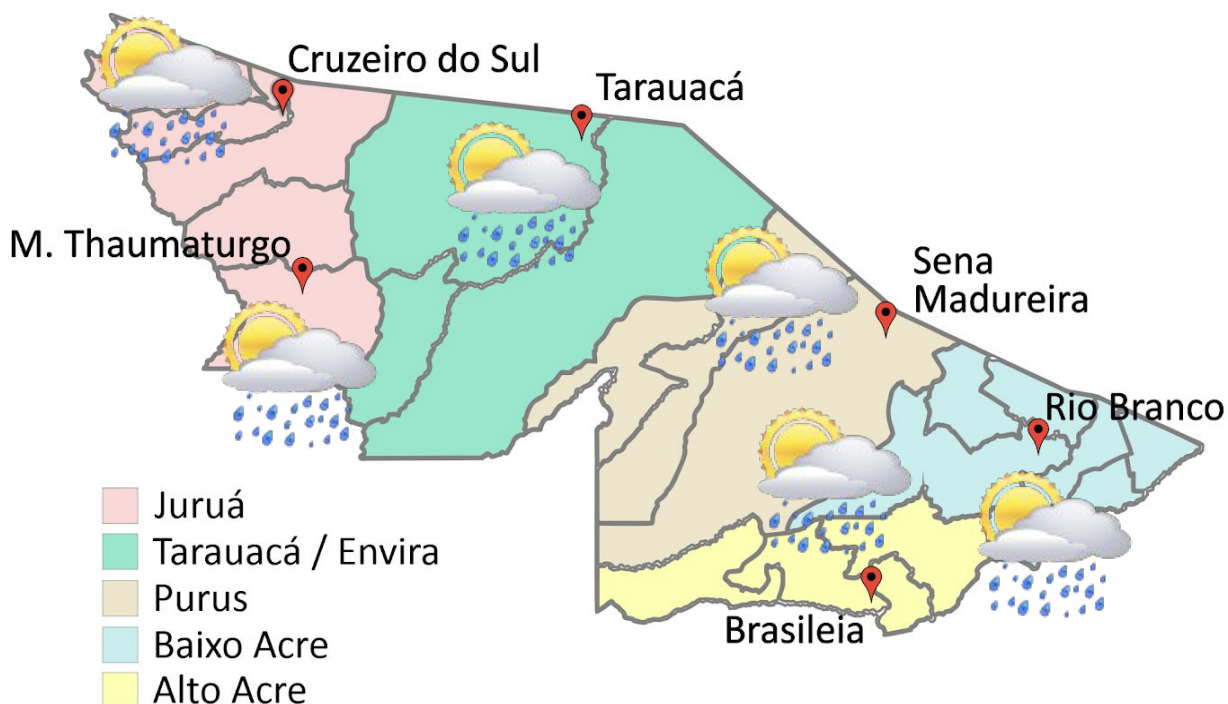 Cruzeiro do Sul
Tarauacá
M. Thaumaturgo
Sena
Madureira
Rio Branco
Brasileia
Juruá
Tarauacá / Envira
Purus
Baixo Acre
Alto Acre